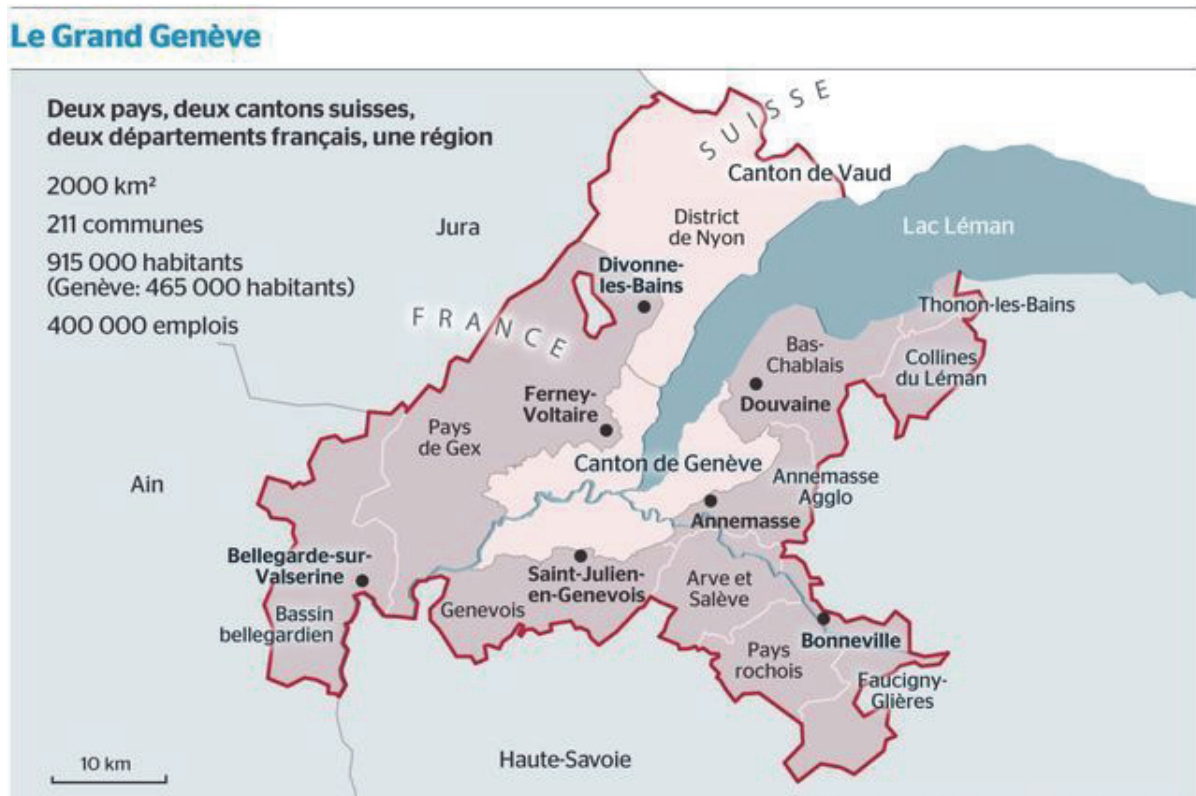 Le Grand Genève
Deux pays, deux cantons suisses,
deux départements français, une région
2000 km²
211 communes
915 000 habitants
(Genève: 465 000 habitants)
400 000 emplois
SUISSE
Canton de Vaud
Jura
District
de Nyon
Lac Léman
Divonne-
les-Bains
FRANCE
Thonon-les-Bains
Bas-
Chablais
Collines
du Léman
Ferney-
Voltaire
Douvaine
Pays
de Gex
Canton de Genève
Ain
Annemasse
Agglo
Annemasse
Bellegarde-sur-
Valserine
Saint-Julien-
en-Genevois
Arve et
Salève
Genevois
Bassin
bellegardien
Bonneville
Pays
rochois
Faucigny-
Glières
Haute-Savoie
10 km